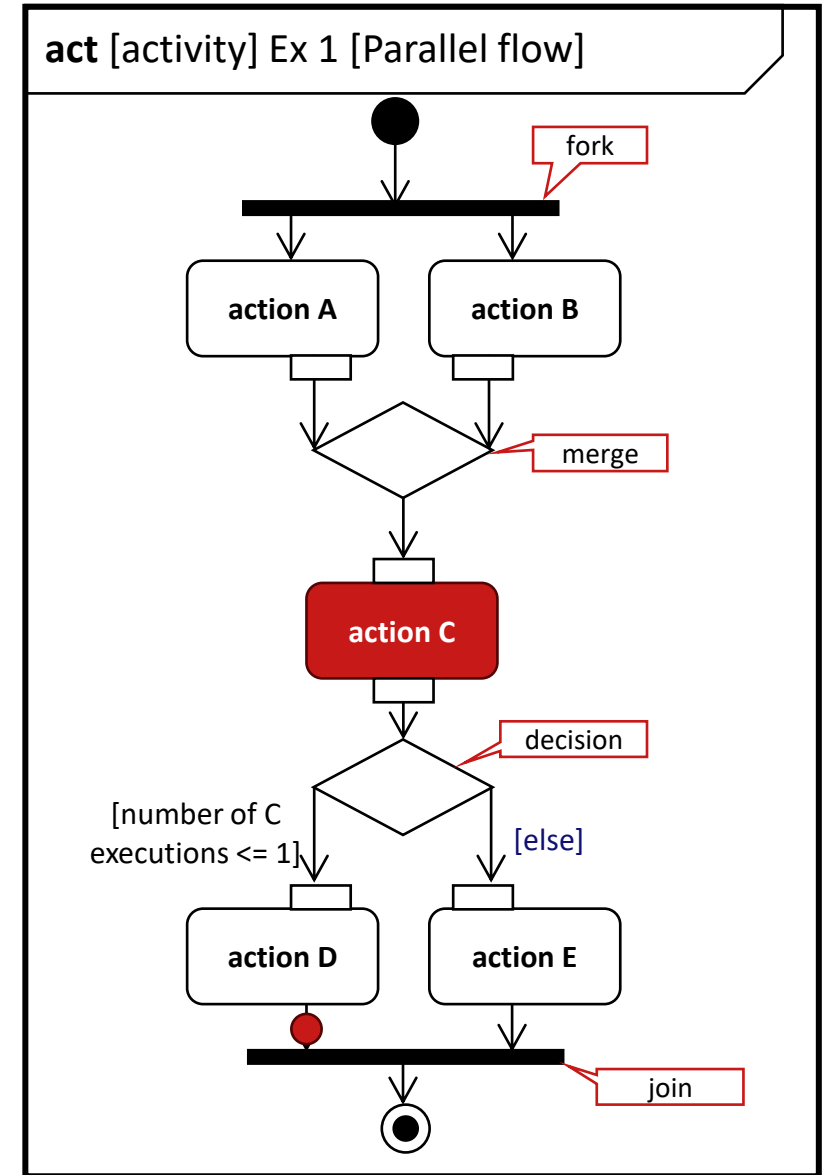 act [activity] Ex 1 [Parallel flow]
fork
action A
action B
merge
action C
decision
[number of C
executions <= 1]
[else]
action D
action E
join